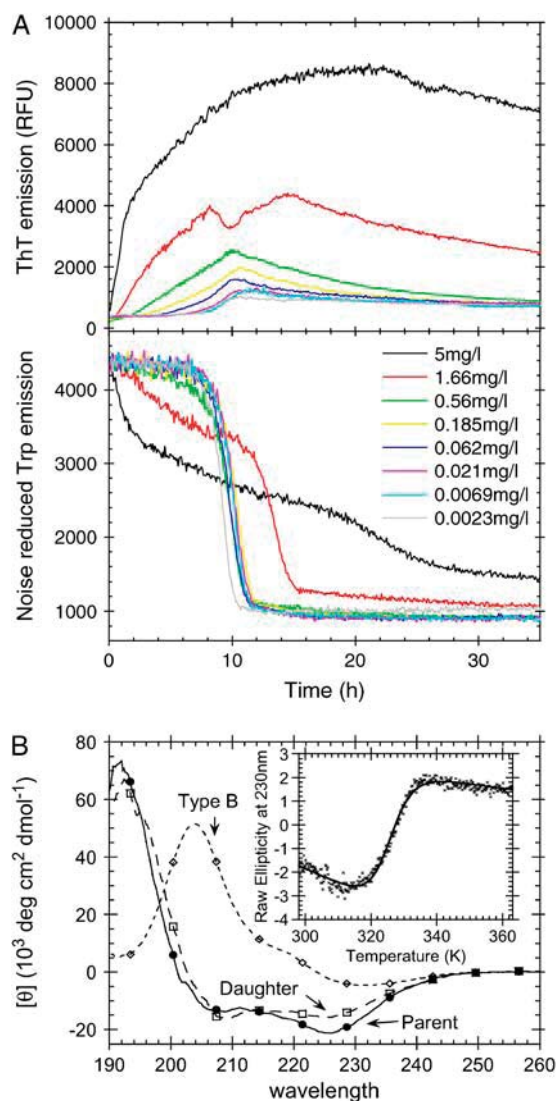 A
ThT emission (RFU)
10000
8000
6000
4000
2000
0
Noise reduced Trp emission
4000
3000
2000
1000
5mg/l
1.66mg/l
0.56mg/l
0.185mg/l
0.062mg/l
0.021mg/l
0.0069mg/l
0.0023mg/l
0 10 20 30
Time (h)
B
[θ] (10³ deg cm² dmol⁻¹)
80
60
40
20
0
-20
Type B
Daughter
Parent
Raw Ellipticity at 230nm
3
2
1
0
-1
-2
-3
-4
300 320 340 360
Temperature (K)
190 200 210 220 230 240 250 260
wavelength